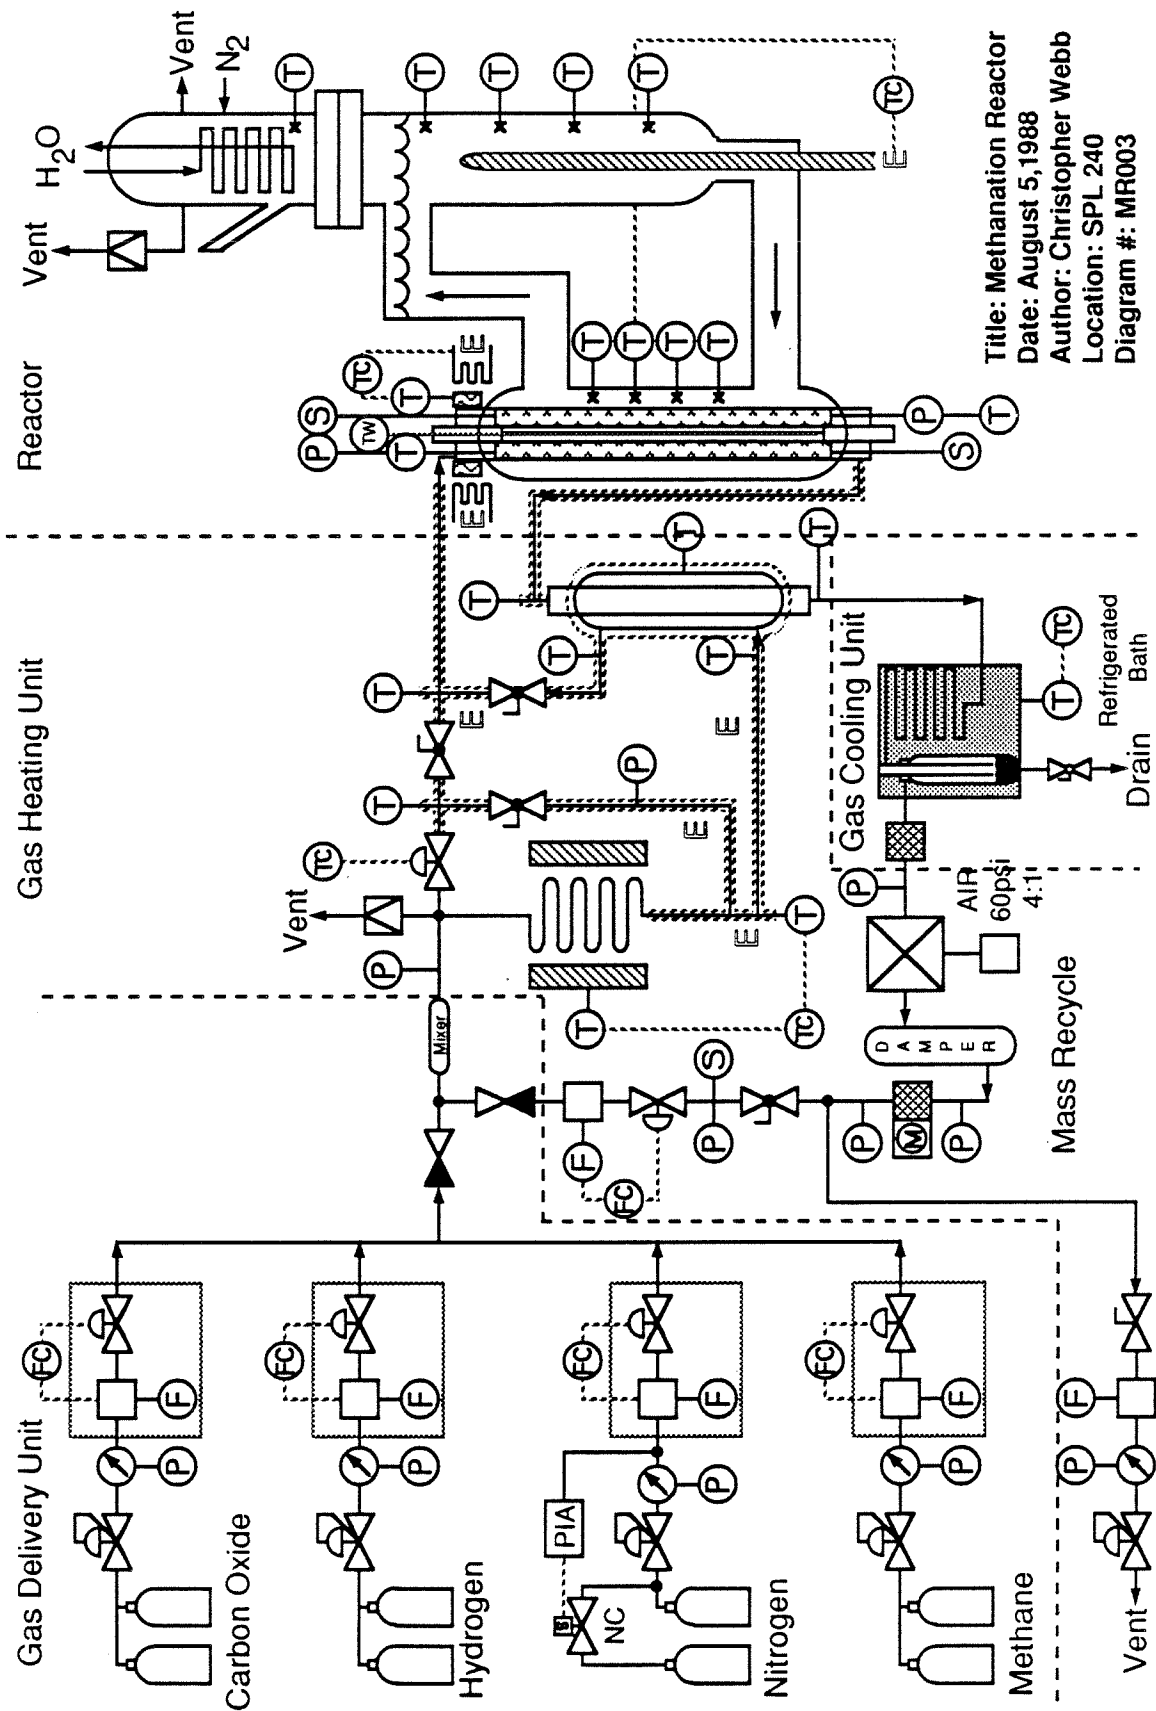 Gas Delivery Unit
Gas Heating Unit
Reactor
FC
P
F
Carbon Oxide
FC
P
F
Hydrogen
PIA
S
NC
FC
P
F
Nitrogen
FC
P
F
Methane
P
F
Vent
Mixer
P
Vent
TC
T
T
E
P
E
E
E
T
TC
T
T
T
T
T
T
F
FC
P
S
P
M
P
DAMPER
P
AIR
60psi
4:1
Mass Recycle
Gas Cooling Unit
T
TC
Refrigerated
Bath
Drain
P
S
TW
T
T
TC
E
E
P
T
S
T
T
T
T
Vent
H2O
Vent
N2
T
T
T
T
T
TC
E
Title: Methanation Reactor
Date: August 5,1988
Author: Christopher Webb
Location: SPL 240
Diagram #: MR003